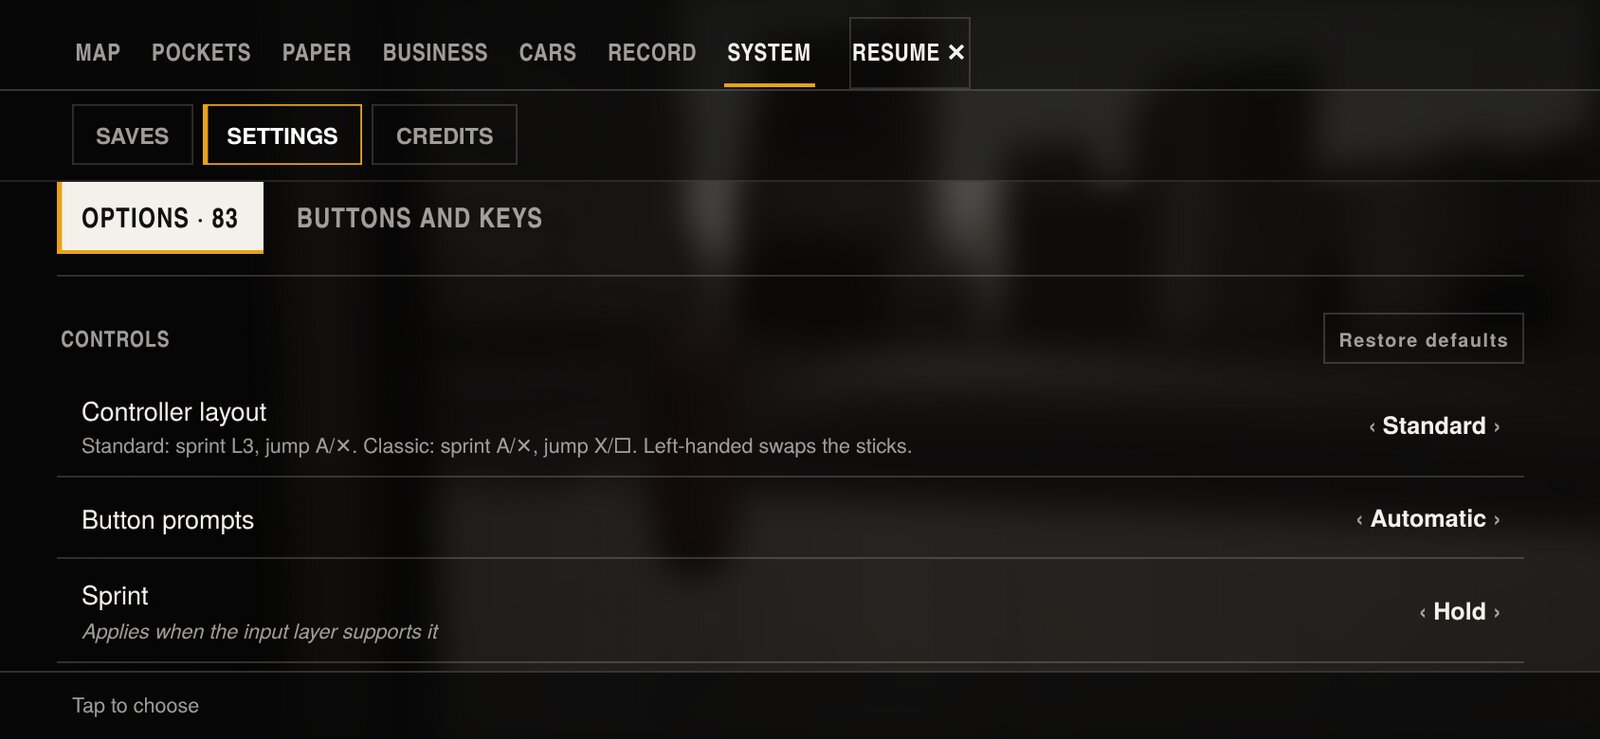 MAP POCKETS PAPER BUSINESS CARS RECORD SYSTEM RESUME ✕
SAVES SETTINGS CREDITS
OPTIONS · 83 BUTTONS AND KEYS
CONTROLS Restore defaults
Controller layout
Standard: sprint L3, jump A/✕. Classic: sprint A/✕, jump X/☐. Left-handed swaps the sticks.
‹ Standard ›
Button prompts ‹ Automatic ›
Sprint
Applies when the input layer supports it
‹ Hold ›
Tap to choose